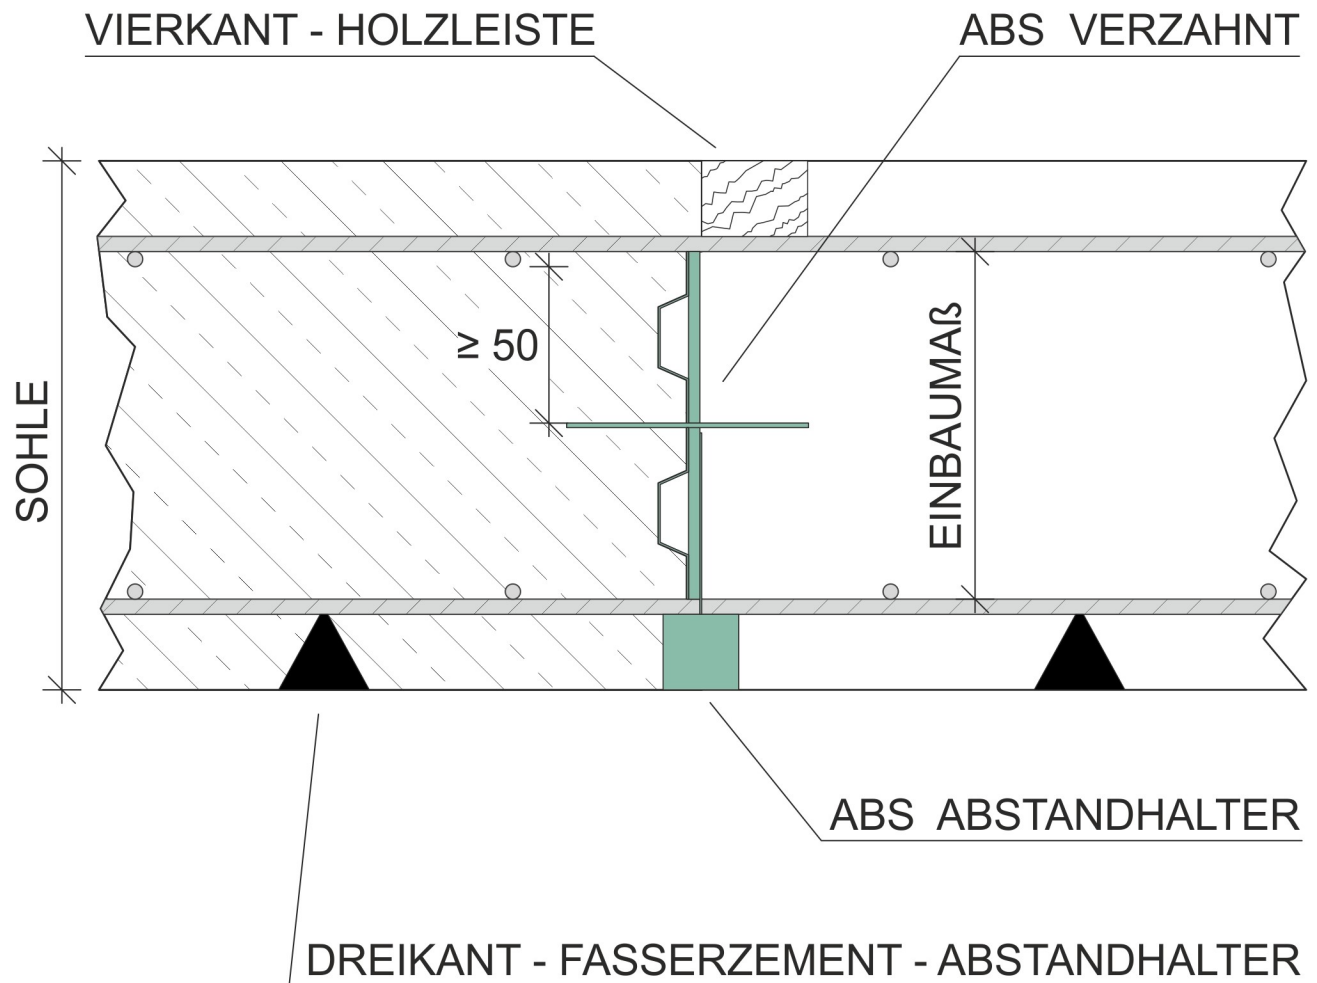 VIERKANT - HOLZLEISTE
ABS VERZAHNT
≥ 50
EINBAUMAß
SOHLE
ABS ABSTANDHALTER
DREIKANT - FASSERZEMENT - ABSTANDHALTER